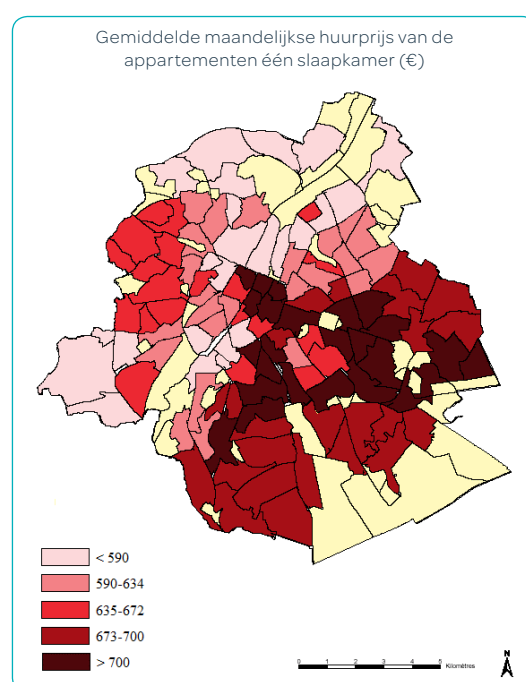 Gemiddelde maandelijkse huurprijs van de
appartementen één slaapkamer (€)
< 590
590-634
635-672
673-700
> 700
0 1 2 3 4 5 Kilomètres
N